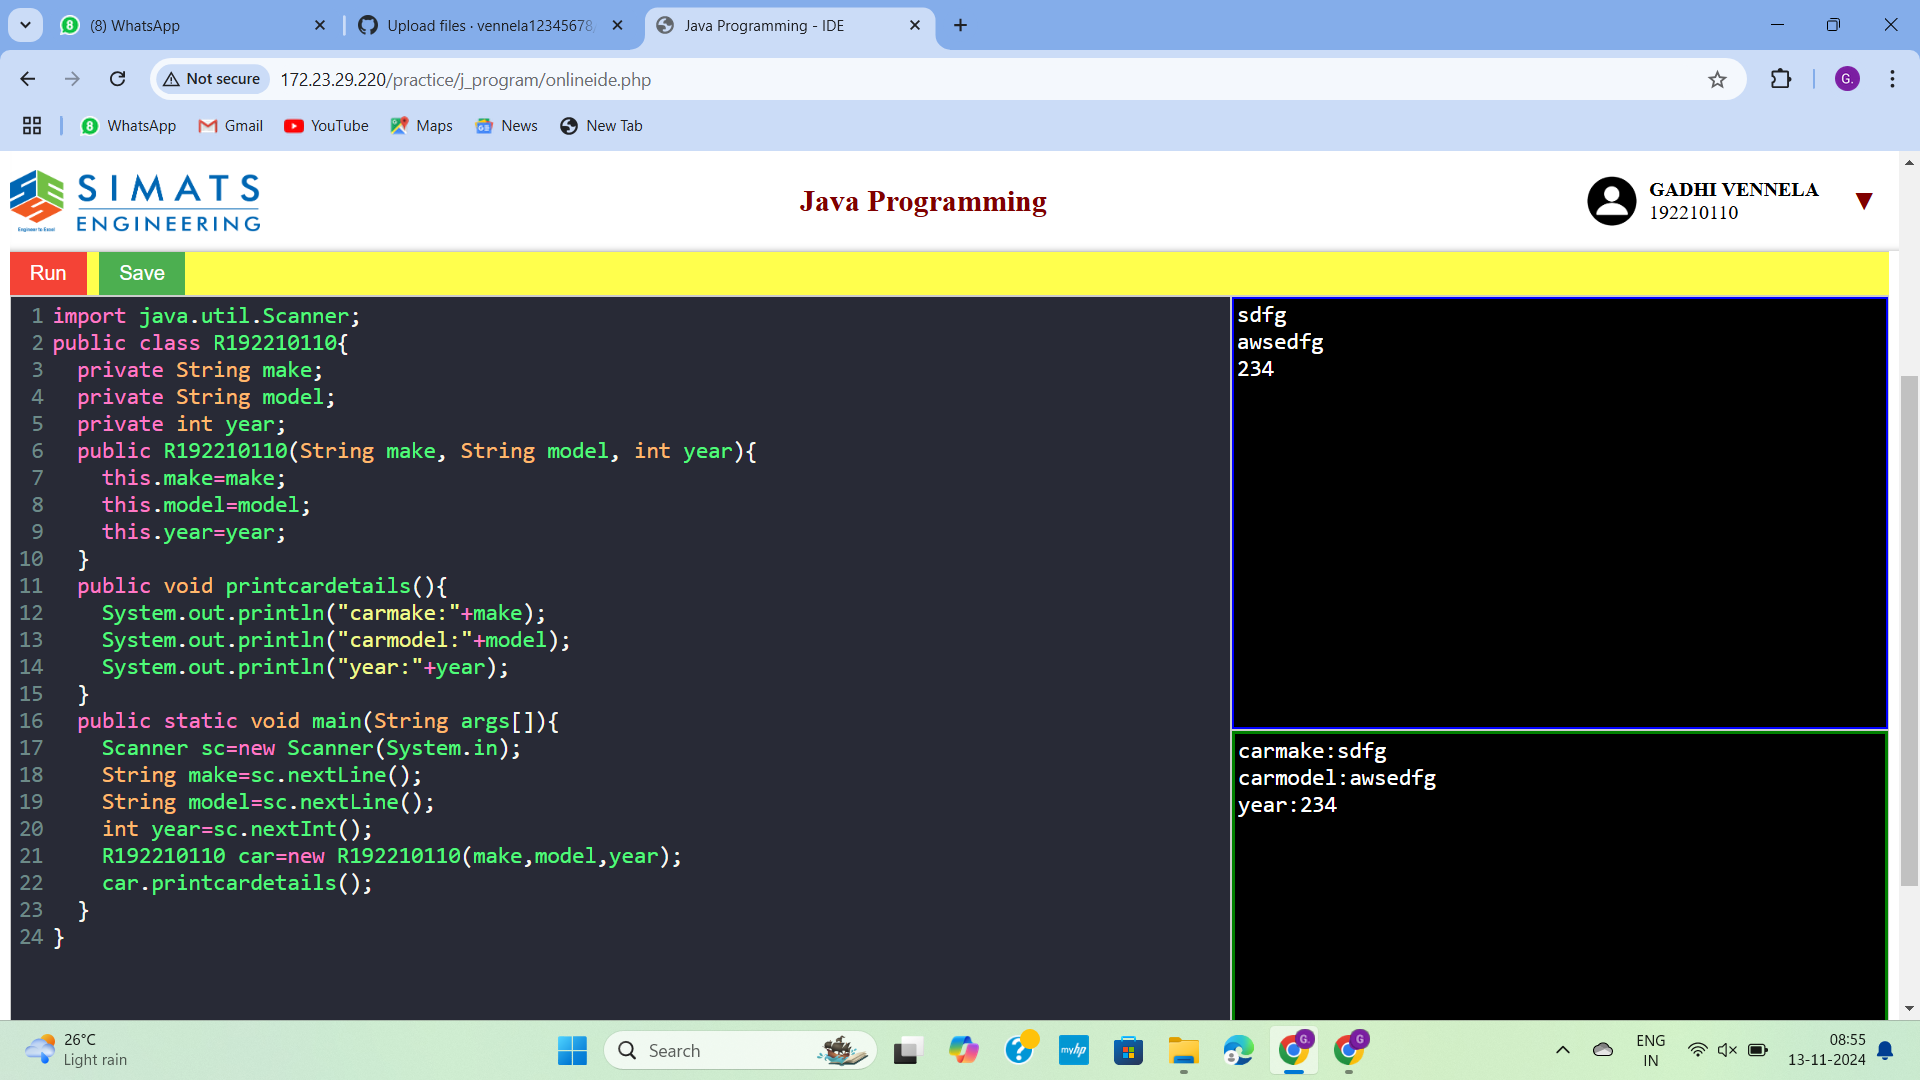 (8) WhatsApp
Upload files · vennela12345678
Java Programming - IDE
Not secure
172.23.29.220/practice/j_program/onlineide.php
G.
WhatsApp
Gmail
YouTube
Maps
News
New Tab
SIMATS
ENGINEERING
Engineer to Excel
Java Programming
GADHI VENNELA
192210110
Run
Save
1 import java.util.Scanner;
2 public class R192210110{
3 private String make;
4 private String model;
5 private int year;
6 public R192210110(String make, String model, int year){
7 this.make=make;
8 this.model=model;
9 this.year=year;
10 }
11 public void printcardetails(){
12 System.out.println("carmake:"+make);
13 System.out.println("carmodel:"+model);
14 System.out.println("year:"+year);
15 }
16 public static void main(String args[]){
17 Scanner sc=new Scanner(System.in);
18 String make=sc.nextLine();
19 String model=sc.nextLine();
20 int year=sc.nextInt();
21 R192210110 car=new R192210110(make,model,year);
22 car.printcardetails();
23 }
24 }
sdfg
awsedfg
234
carmake:sdfg
carmodel:awsedfg
year:234
26°C
Light rain
Search
myhp
G.
G
ENG
IN
08:55
13-11-2024